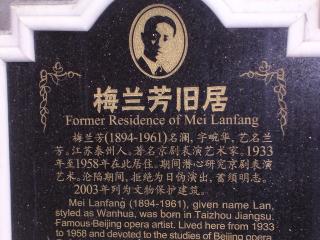 梅兰芳旧居
Former Residence of Mei Lanfang
梅兰芳(1894-1961)名澜，字畹华，艺名兰
芳。江苏泰州人。著名京剧表演艺术家。1933
年至1958年在此居住。期间潜心研究京剧表演
艺术。沦陷期间，拒绝为日伪演出，蓄须明志。
2003年列为文物保护建筑。
Mei Lanfang (1894-1961), given name Lan,
styled as Wanhua, was born in Taizhou Jiangsu.
Famous Beijing opera artist. Lived here from 1933
to 1958 and devoted to the studies of Beijing opera